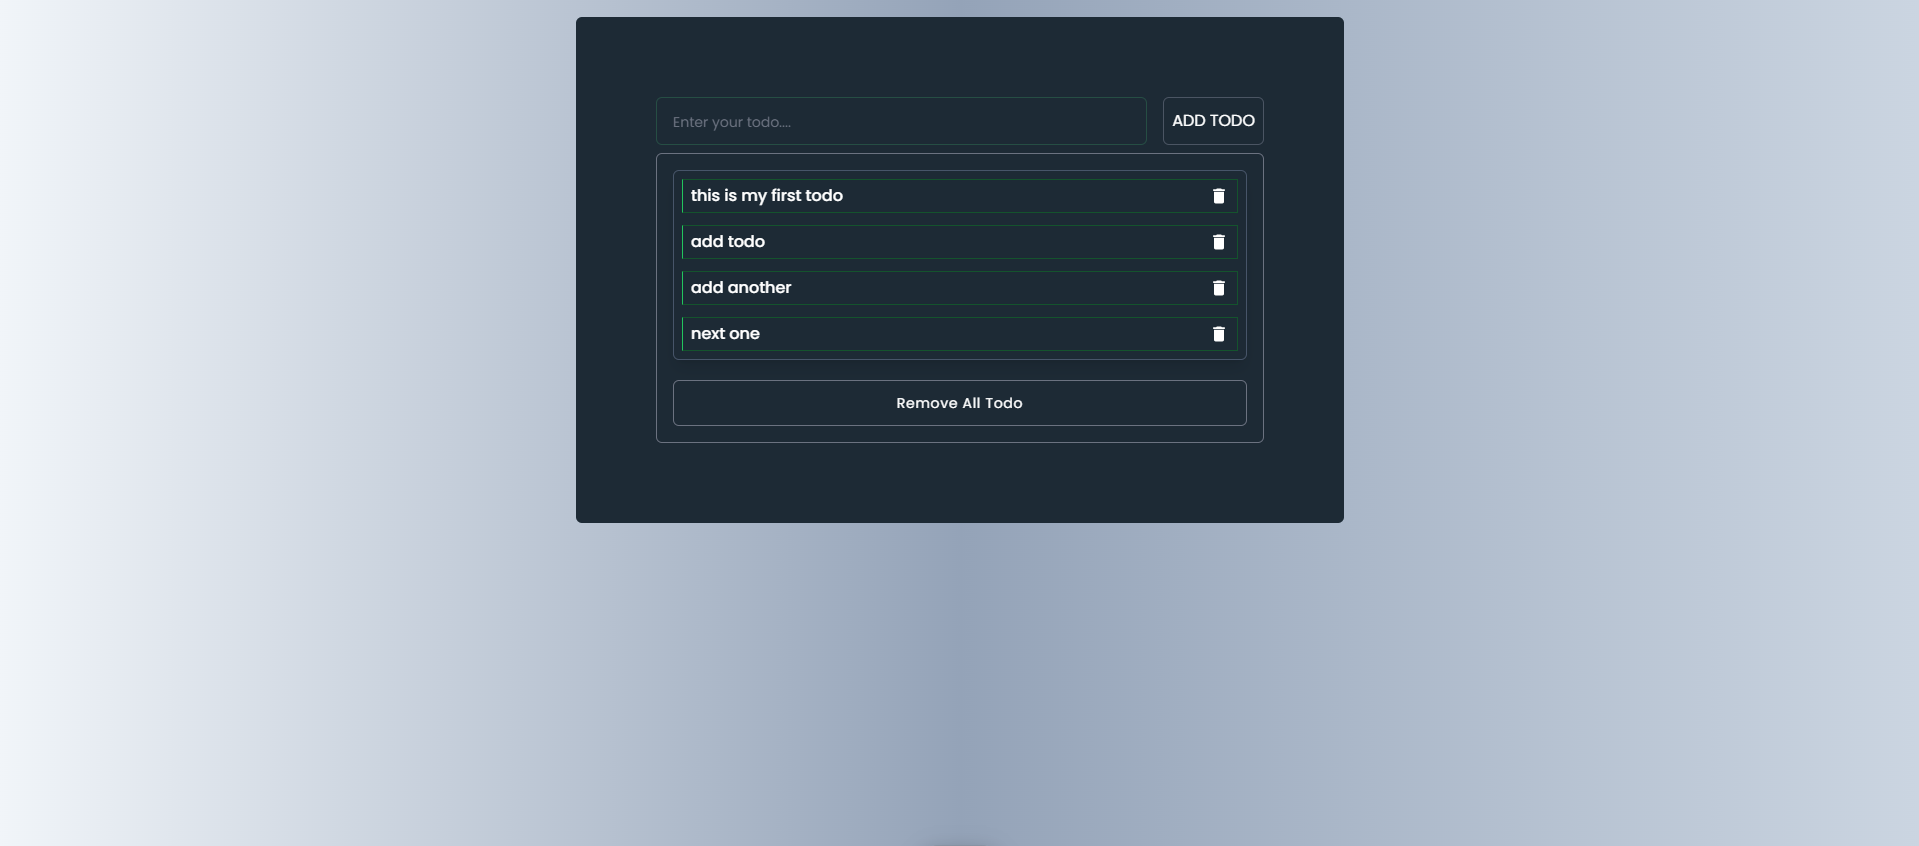 Enter your todo....
ADD TODO
this is my first todo
add todo
add another
next one
Remove All Todo